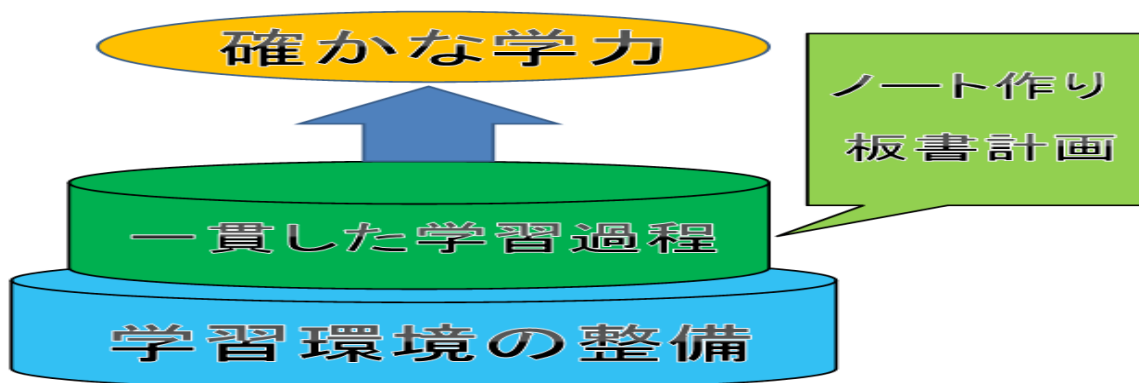 確かな学力
ノート作り
板書計画
一貫した学習過程
学習環境の整備